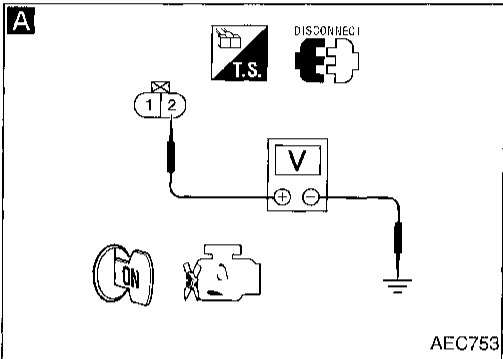 A
DISCONNECT
T.S.
1 2
V
+ −
ON
AEC753